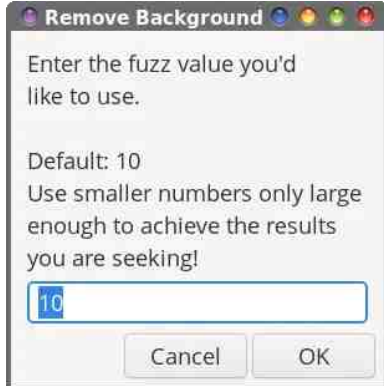 Remove Background
Enter the fuzz value you'd
like to use.
Default: 10
Use smaller numbers only large
enough to achieve the results
you are seeking!
10
Cancel OK